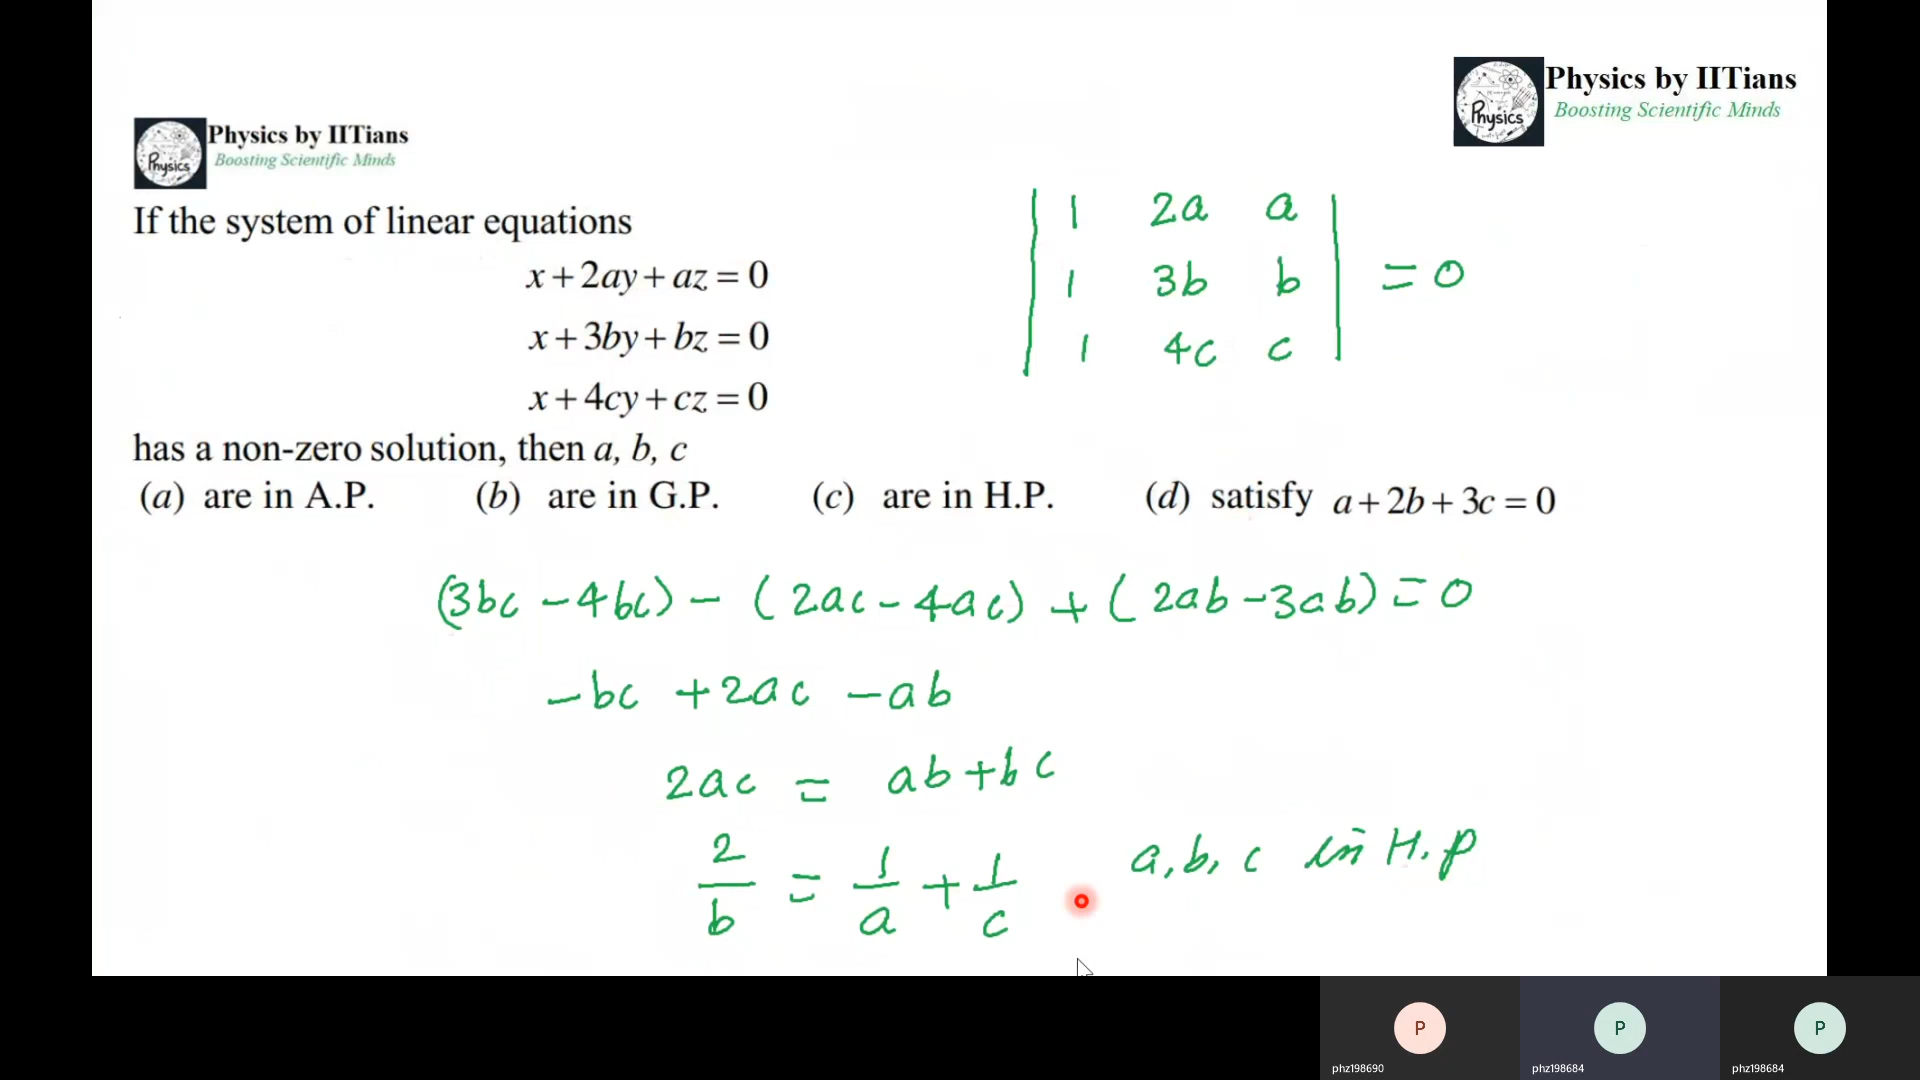 Physics by IITians
Boosting Scientific Minds
Physics
Physics by IITians
Boosting Scientific Minds
Physics
If the system of linear equations
x + 2ay + az = 0
x + 3by + bz = 0
x + 4cy + cz = 0
has a non-zero solution, then a, b, c
(a) are in A.P. (b) are in G.P. (c) are in H.P. (d) satisfy a + 2b + 3c = 0
| 1 2a a |
| 1 3b b | = 0
| 1 4c c |
(3bc - 4bc) - (2ac - 4ac) + (2ab - 3ab) = 0
-bc + 2ac - ab
2ac = ab + bc
2/b = 1/a + 1/c a, b, c in H.P
P P P
phz198690 phz198684 phz198684